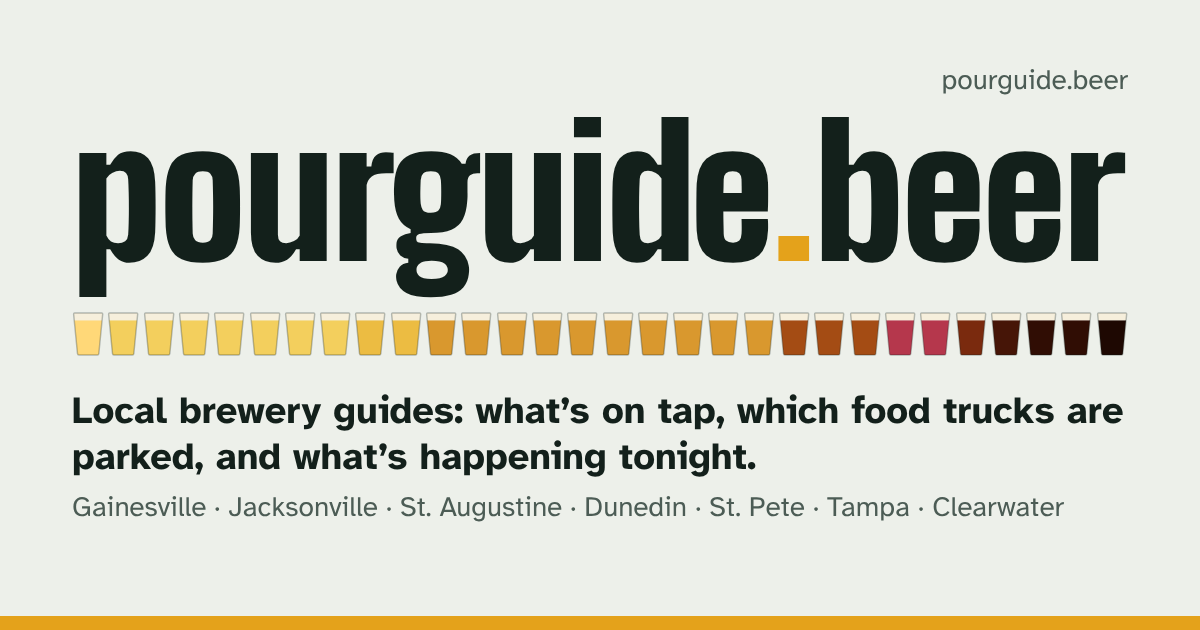 pourguide.beer
pourguide.beer
Local brewery guides: what’s on tap, which food trucks are
parked, and what’s happening tonight.
Gainesville · Jacksonville · St. Augustine · Dunedin · St. Pete · Tampa · Clearwater